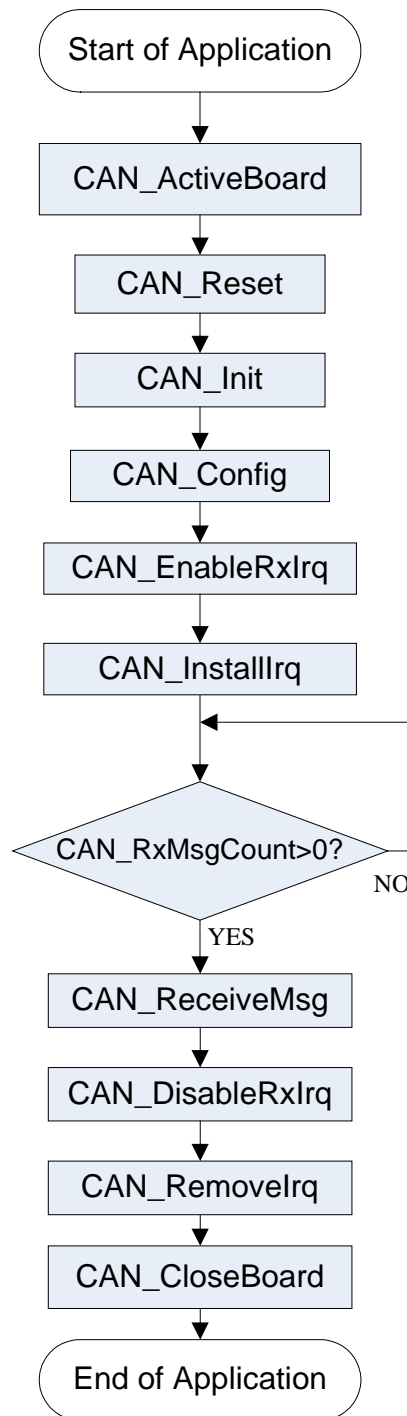 Start of Application
CAN_ActiveBoard
CAN_Reset
CAN_Init
CAN_Config
CAN_EnableRxIrq
CAN_InstallIrq
CAN_RxMsgCount>0?
NO
YES
CAN_ReceiveMsg
CAN_DisableRxIrq
CAN_RemoveIrq
CAN_CloseBoard
End of Application